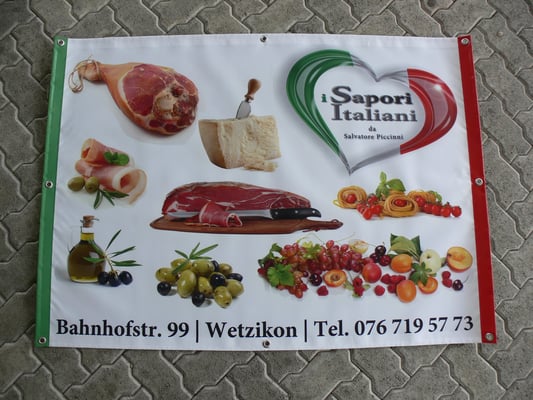 i Sapori
Italiani
da
Salvatore Piccinni
Bahnhofstr. 99 | Wetzikon | Tel. 076 719 57 73